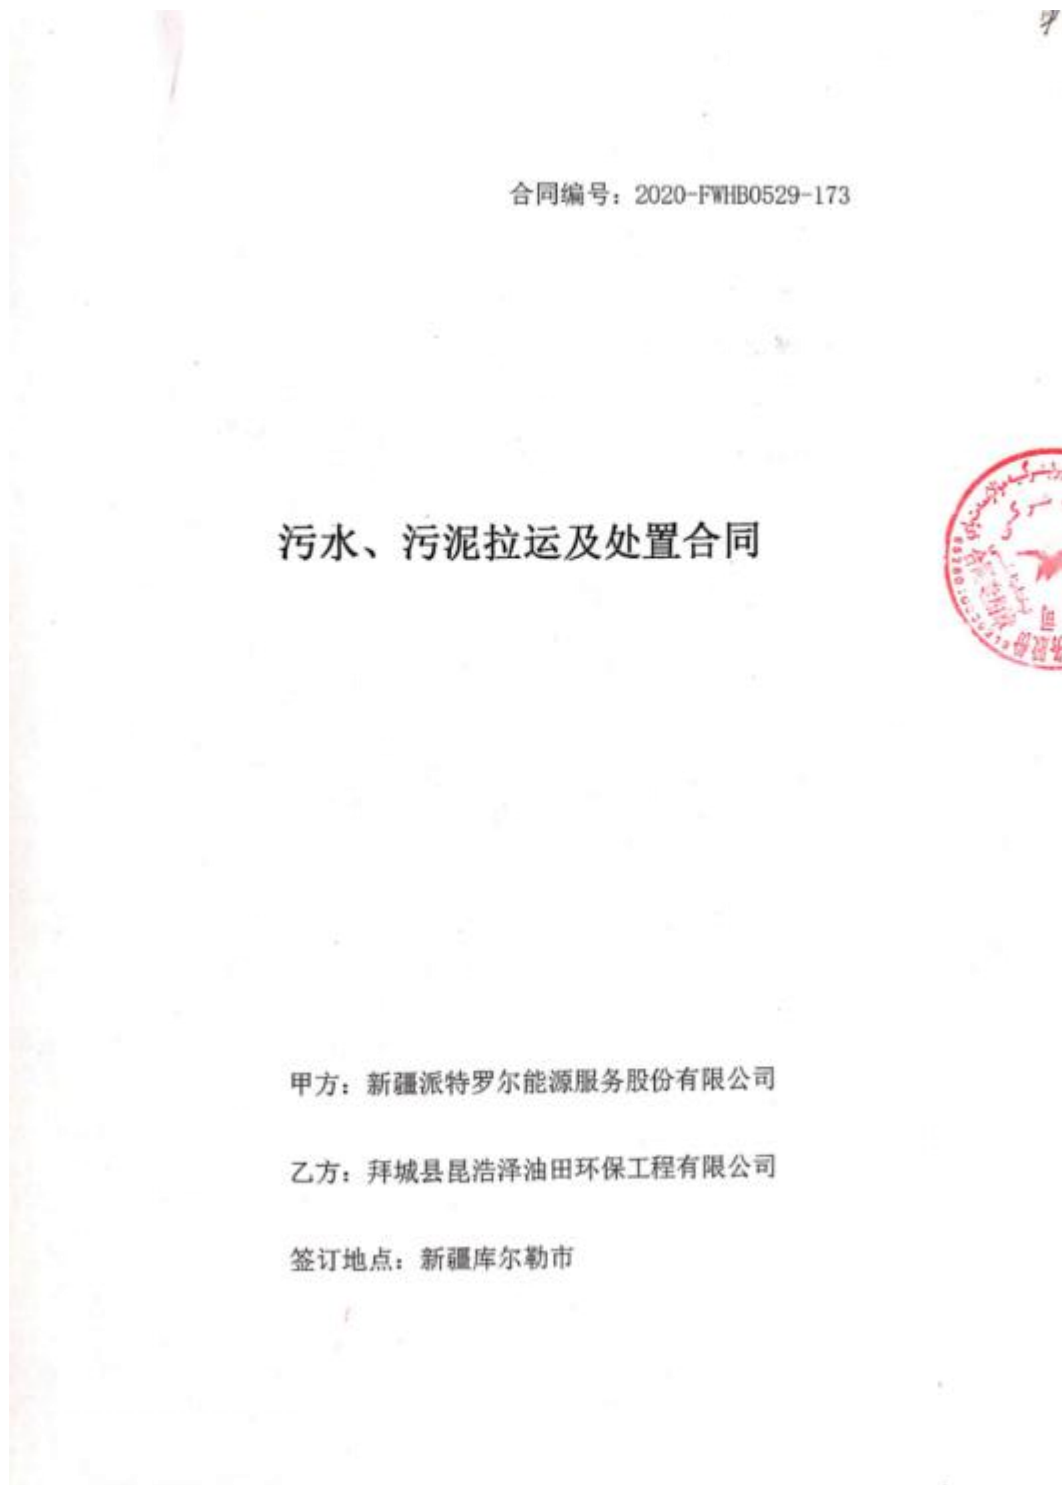 合同编号：2020-FWHB0529-173
污水、污泥拉运及处置合同
甲方：新疆派特罗尔能源服务股份有限公司
乙方：拜城县昆浩泽油田环保工程有限公司
签订地点：新疆库尔勒市